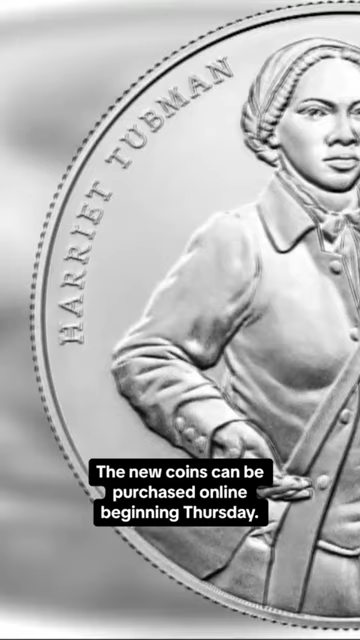 HARRIET TUBMAN
The new coins can be
purchased online
beginning Thursday.